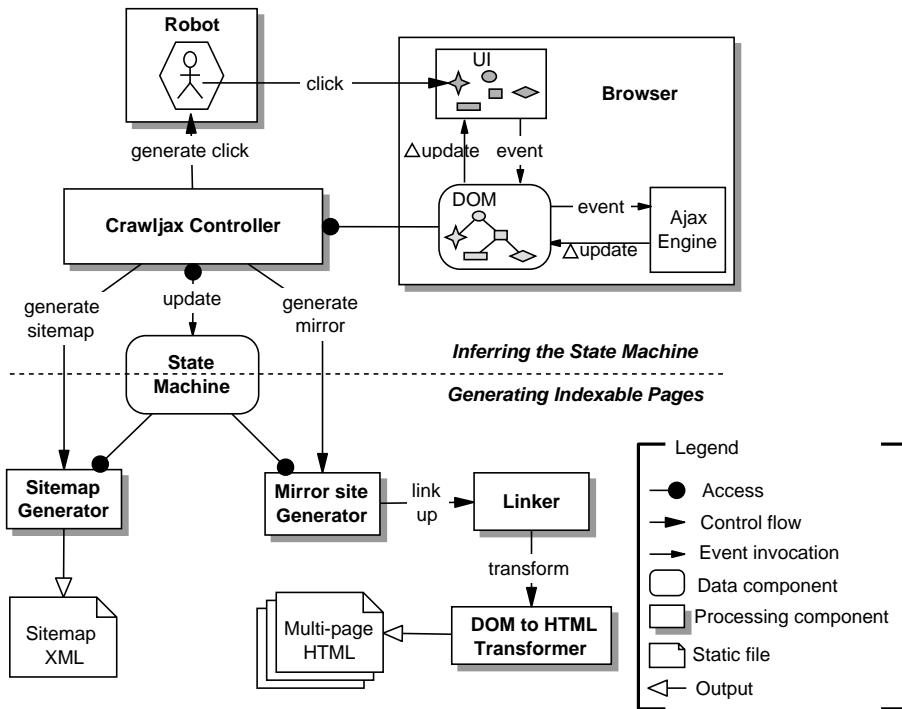 Robot
click
UI
Browser
generate click
△update
event
Crawljax Controller
DOM
event
△update
Ajax
Engine
generate
sitemap
update
generate
mirror
State
Machine
Inferring the State Machine
Generating Indexable Pages
Sitemap
Generator
Mirror site
Generator
link
up
Linker
transform
Sitemap
XML
Multi-page
HTML
DOM to HTML
Transformer
Legend
Access
Control flow
Event invocation
Data component
Processing component
Static file
Output